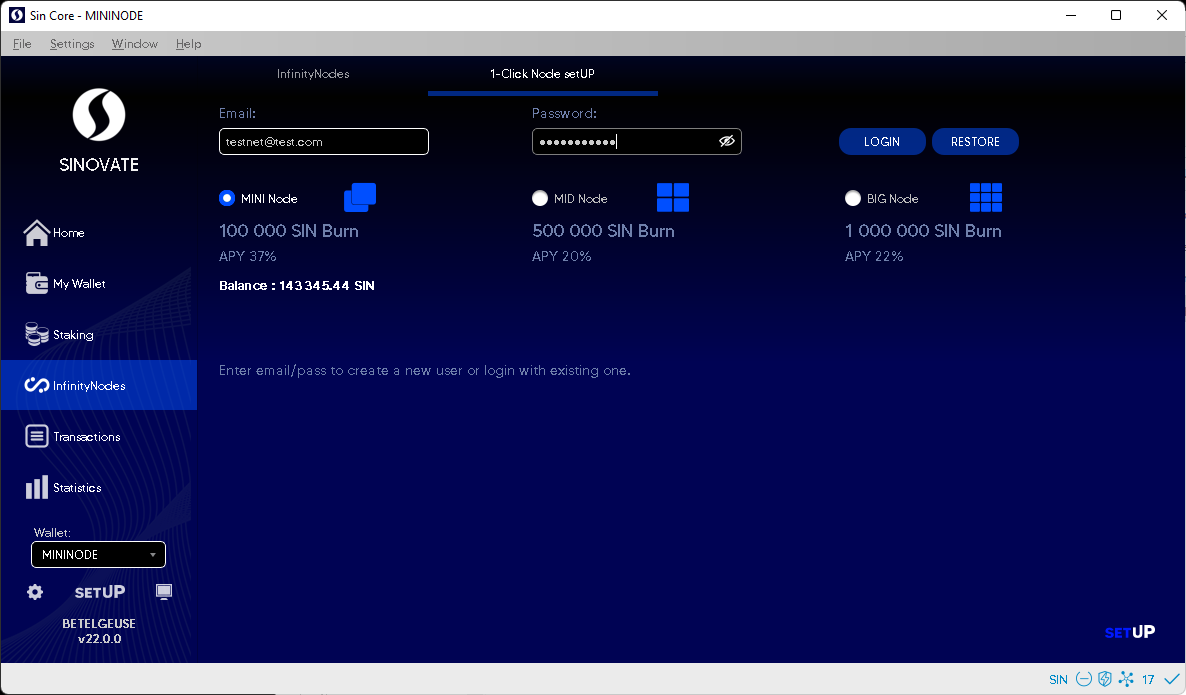 Sin Core - MININODE
File Settings Window Help
InfinityNodes
1-Click Node setUP
Email:
Password:
testnet@test.com
LOGIN
RESTORE
SINOVATE
MINI Node
MID Node
BIG Node
100 000 SIN Burn
500 000 SIN Burn
1 000 000 SIN Burn
APY 37%
APY 20%
APY 22%
Balance : 143 345.44 SIN
Enter email/pass to create a new user or login with existing one.
Home
My Wallet
Staking
InfinityNodes
Transactions
Statistics
Wallet:
MININODE
SETUP
BETELGEUSE
v22.0.0
SETUP
SIN
17